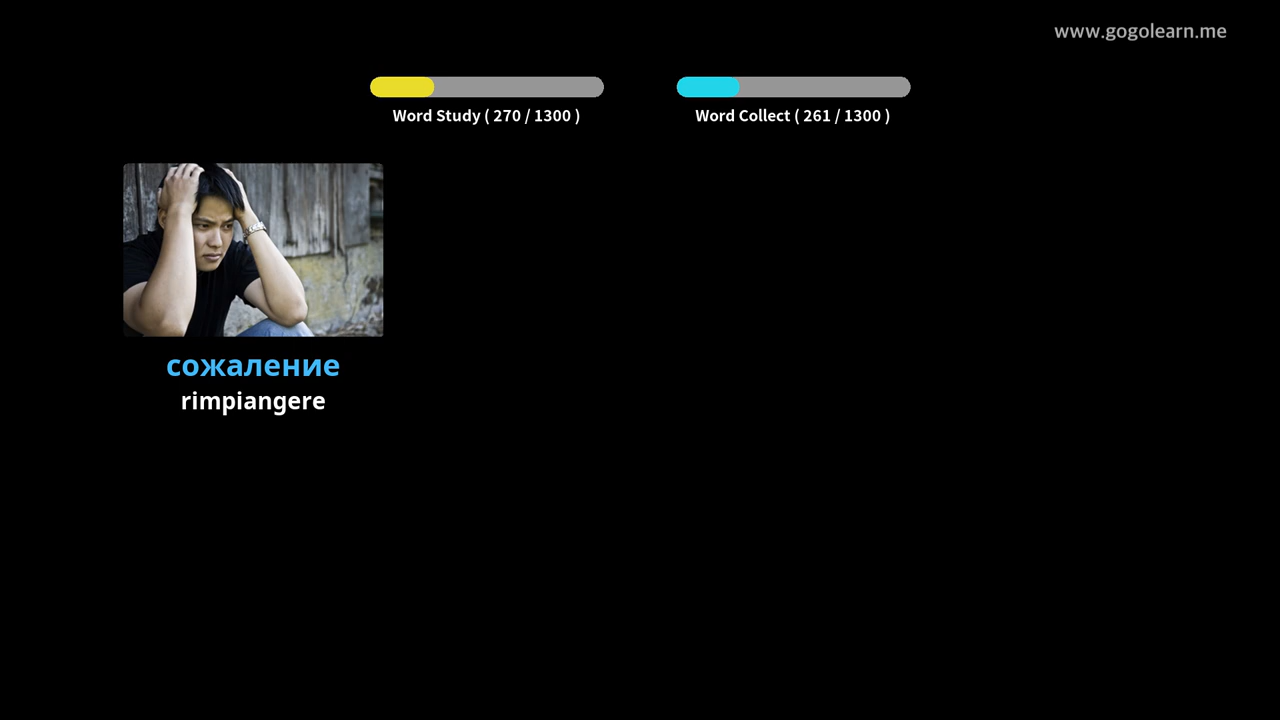 www.gogolearn.me
Word Study ( 270 / 1300 )
Word Collect ( 261 / 1300 )
сожаление
rimpiangere